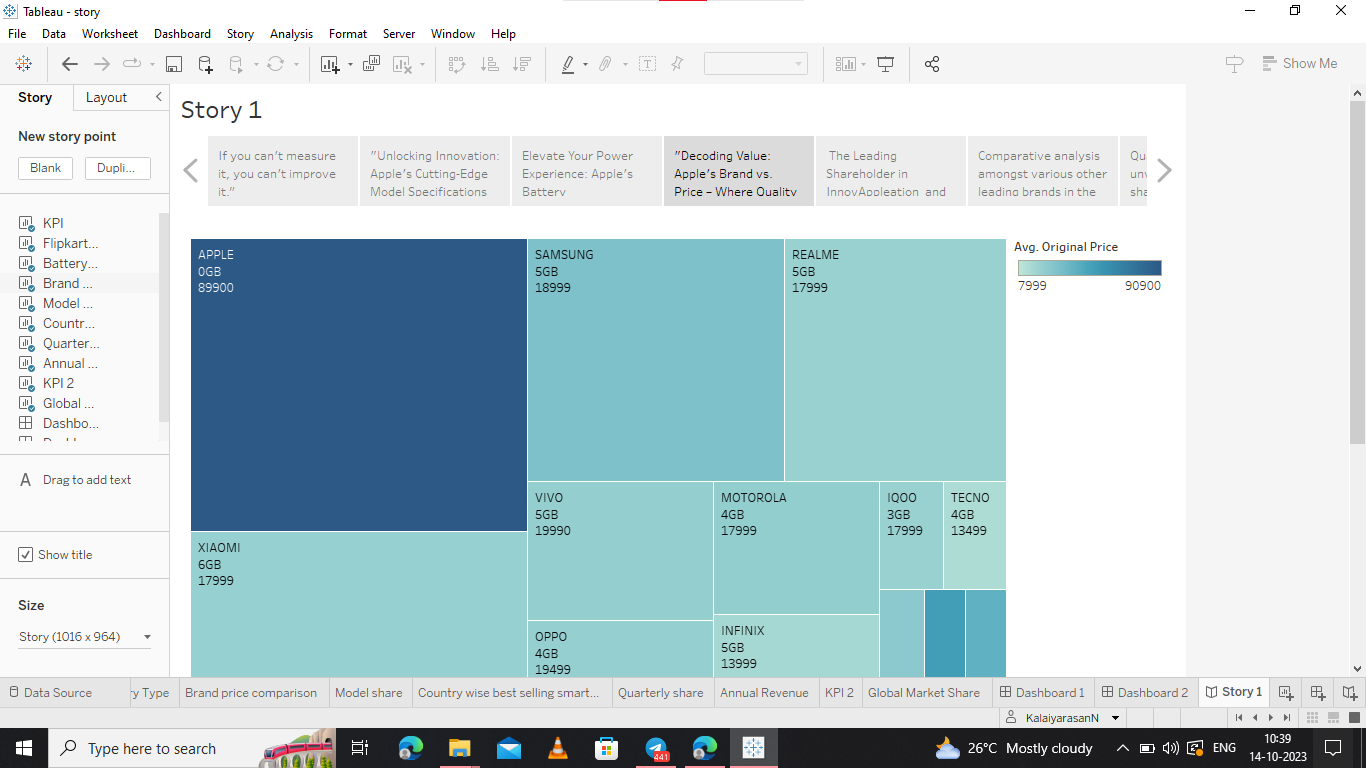 Tableau - story
File Data Worksheet Dashboard Story Analysis Format Server Window Help
Show Me
Story Layout
New story point
Blank Dupli...
KPI
Flipkart...
Battery...
Brand ...
Model ...
Countr...
Quarter...
Annual ...
KPI 2
Global ...
Dashbo...
A Drag to add text
Show title
Size
Story (1016 x 964)
Story 1
If you can't measure
it, you can't improve
it."
"Unlocking Innovation:
Apple's Cutting-Edge
Model Specifications
Elevate Your Power
Experience: Apple's
Battery
"Decoding Value:
Apple's Brand vs.
Price – Where Quality
The Leading
Shareholder in
InnovAppleation, and
Comparative analysis
amongst various other
leading brands in the
APPLE
0GB
89900
SAMSUNG
5GB
18999
REALME
5GB
17999
Avg. Original Price
7999 90900
XIAOMI
6GB
17999
VIVO
5GB
19990
MOTOROLA
4GB
17999
IQOO
3GB
17999
TECNO
4GB
13499
OPPO
4GB
19499
INFINIX
5GB
13999
Data Source ry Type Brand price comparison Model share Country wise best selling smart... Quarterly share Annual Revenue KPI 2 Global Market Share Dashboard 1 Dashboard 2 Story 1
KalaiyarasanN
Type here to search
441
26°C Mostly cloudy
ENG
10:39
14-10-2023